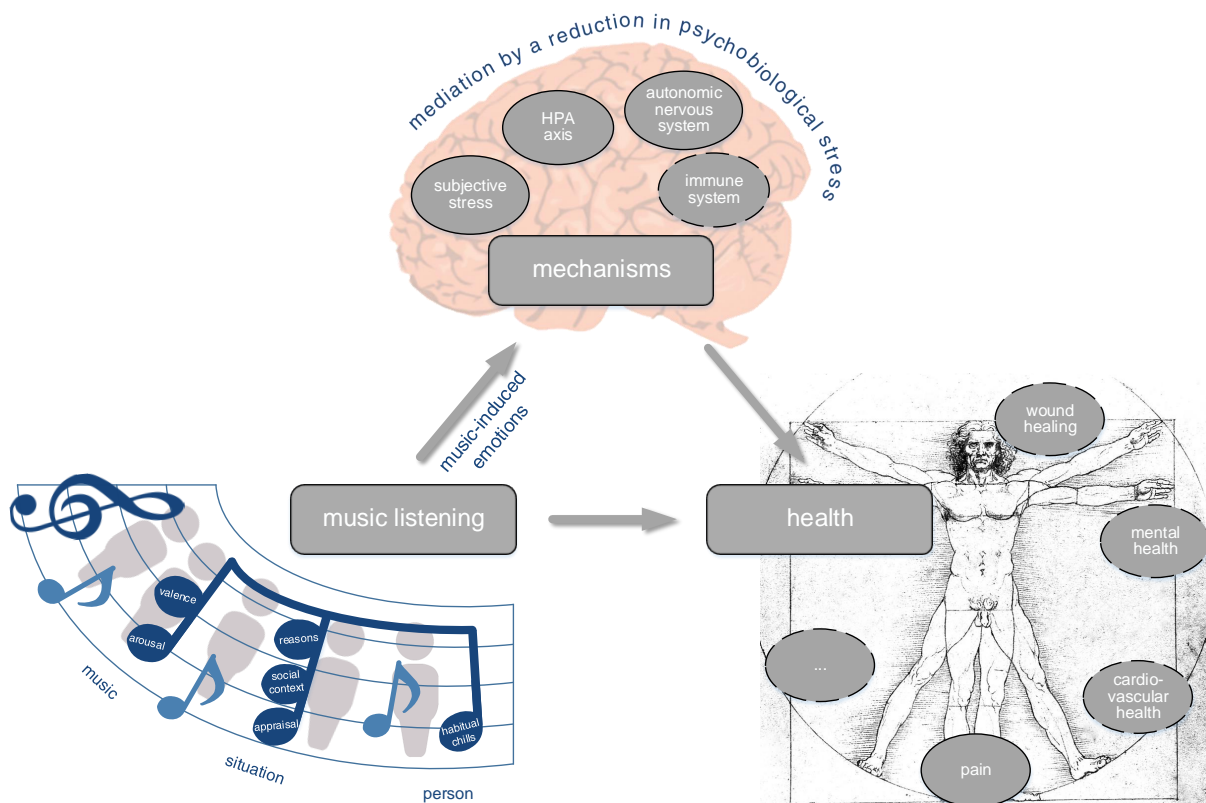 mediation by a reduction in psychobiological stress
autonomic
nervous
system
HPA
axis
subjective
stress
immune
system
mechanisms
music-induced
emotions
music listening
health
wound
healing
mental
health
...
cardio-
vascular
health
pain
valence
arousal
reasons
social
context
appraisal
habitual
chills
music
situation
person